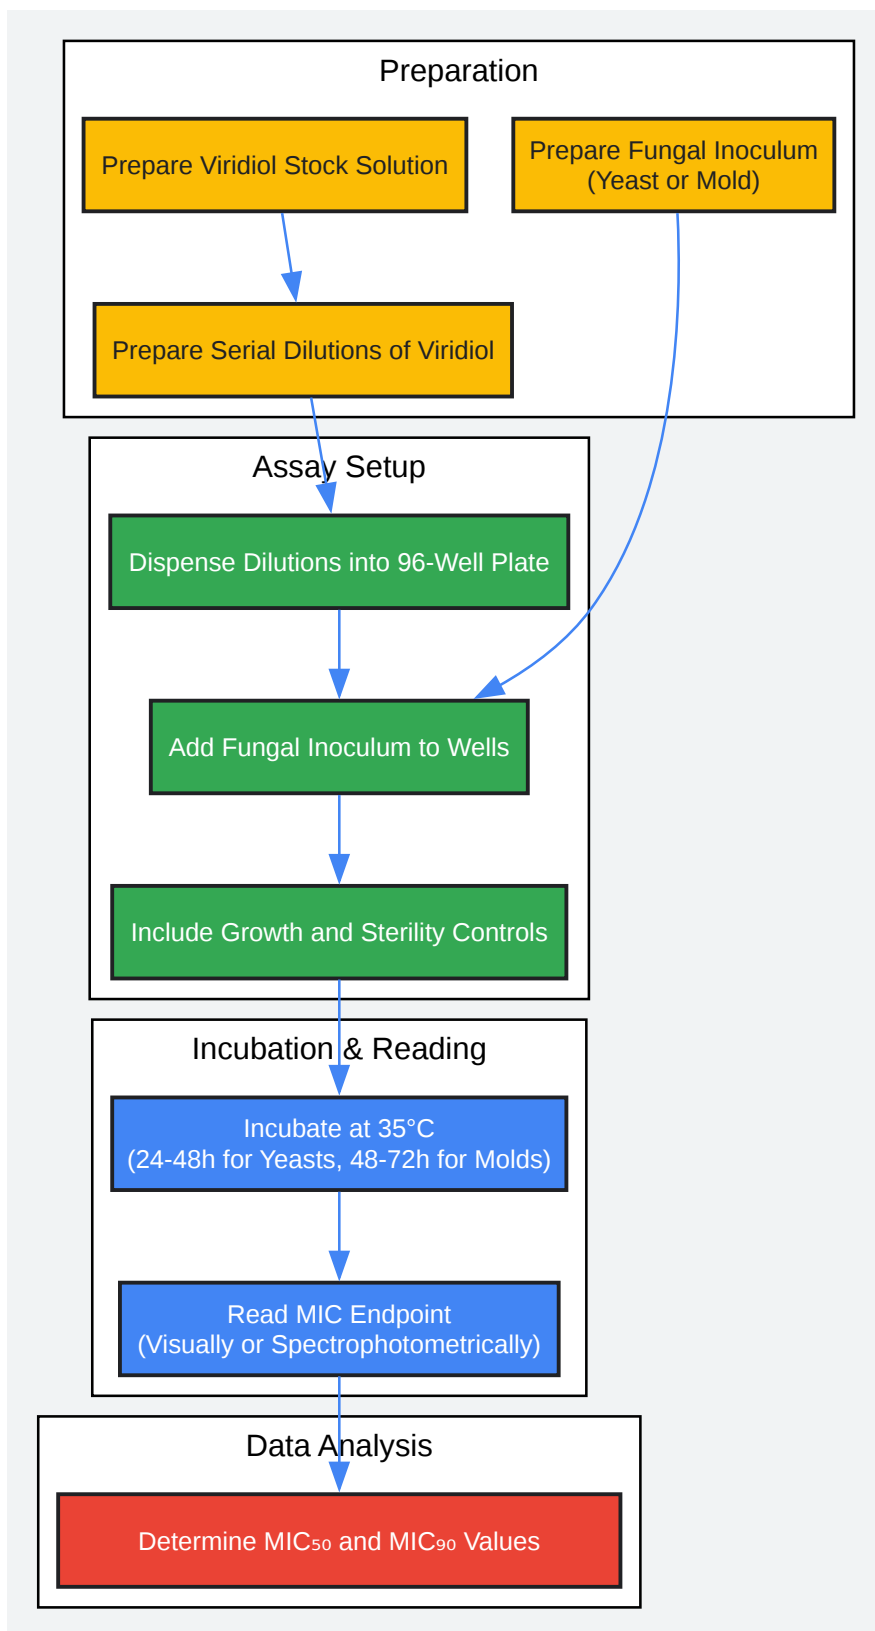 Preparation
Prepare Viridiol Stock Solution
Prepare Fungal Inoculum
(Yeast or Mold)
Prepare Serial Dilutions of Viridiol
Assay Setup
Dispense Dilutions into 96-Well Plate
Add Fungal Inoculum to Wells
Include Growth and Sterility Controls
Incubation & Reading
Incubate at 35°C
(24-48h for Yeasts, 48-72h for Molds)
Read MIC Endpoint
(Visually or Spectrophotometrically)
Data Analysis
Determine MIC₅₀ and MIC₉₀ Values